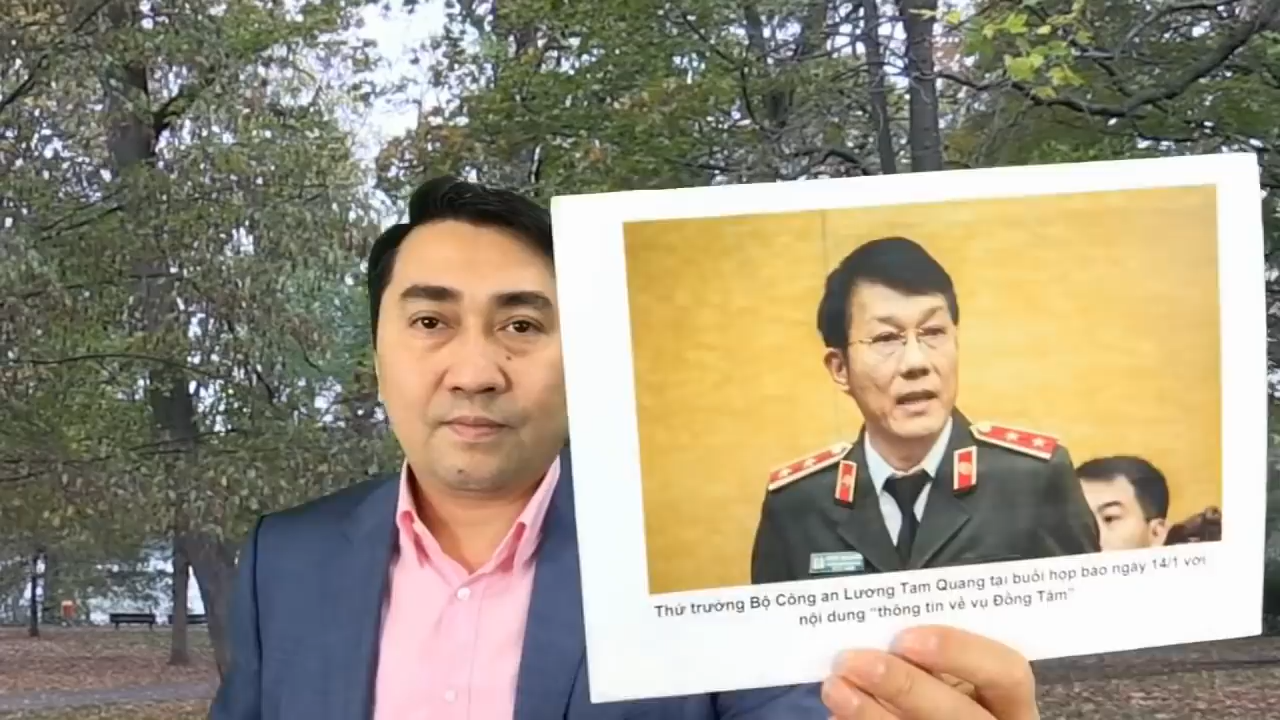 Thứ trưởng Bộ Công an Lương Tam Quang tại buổi họp báo ngày 14/1 với
nội dung “thông tin về vụ Đồng Tâm”